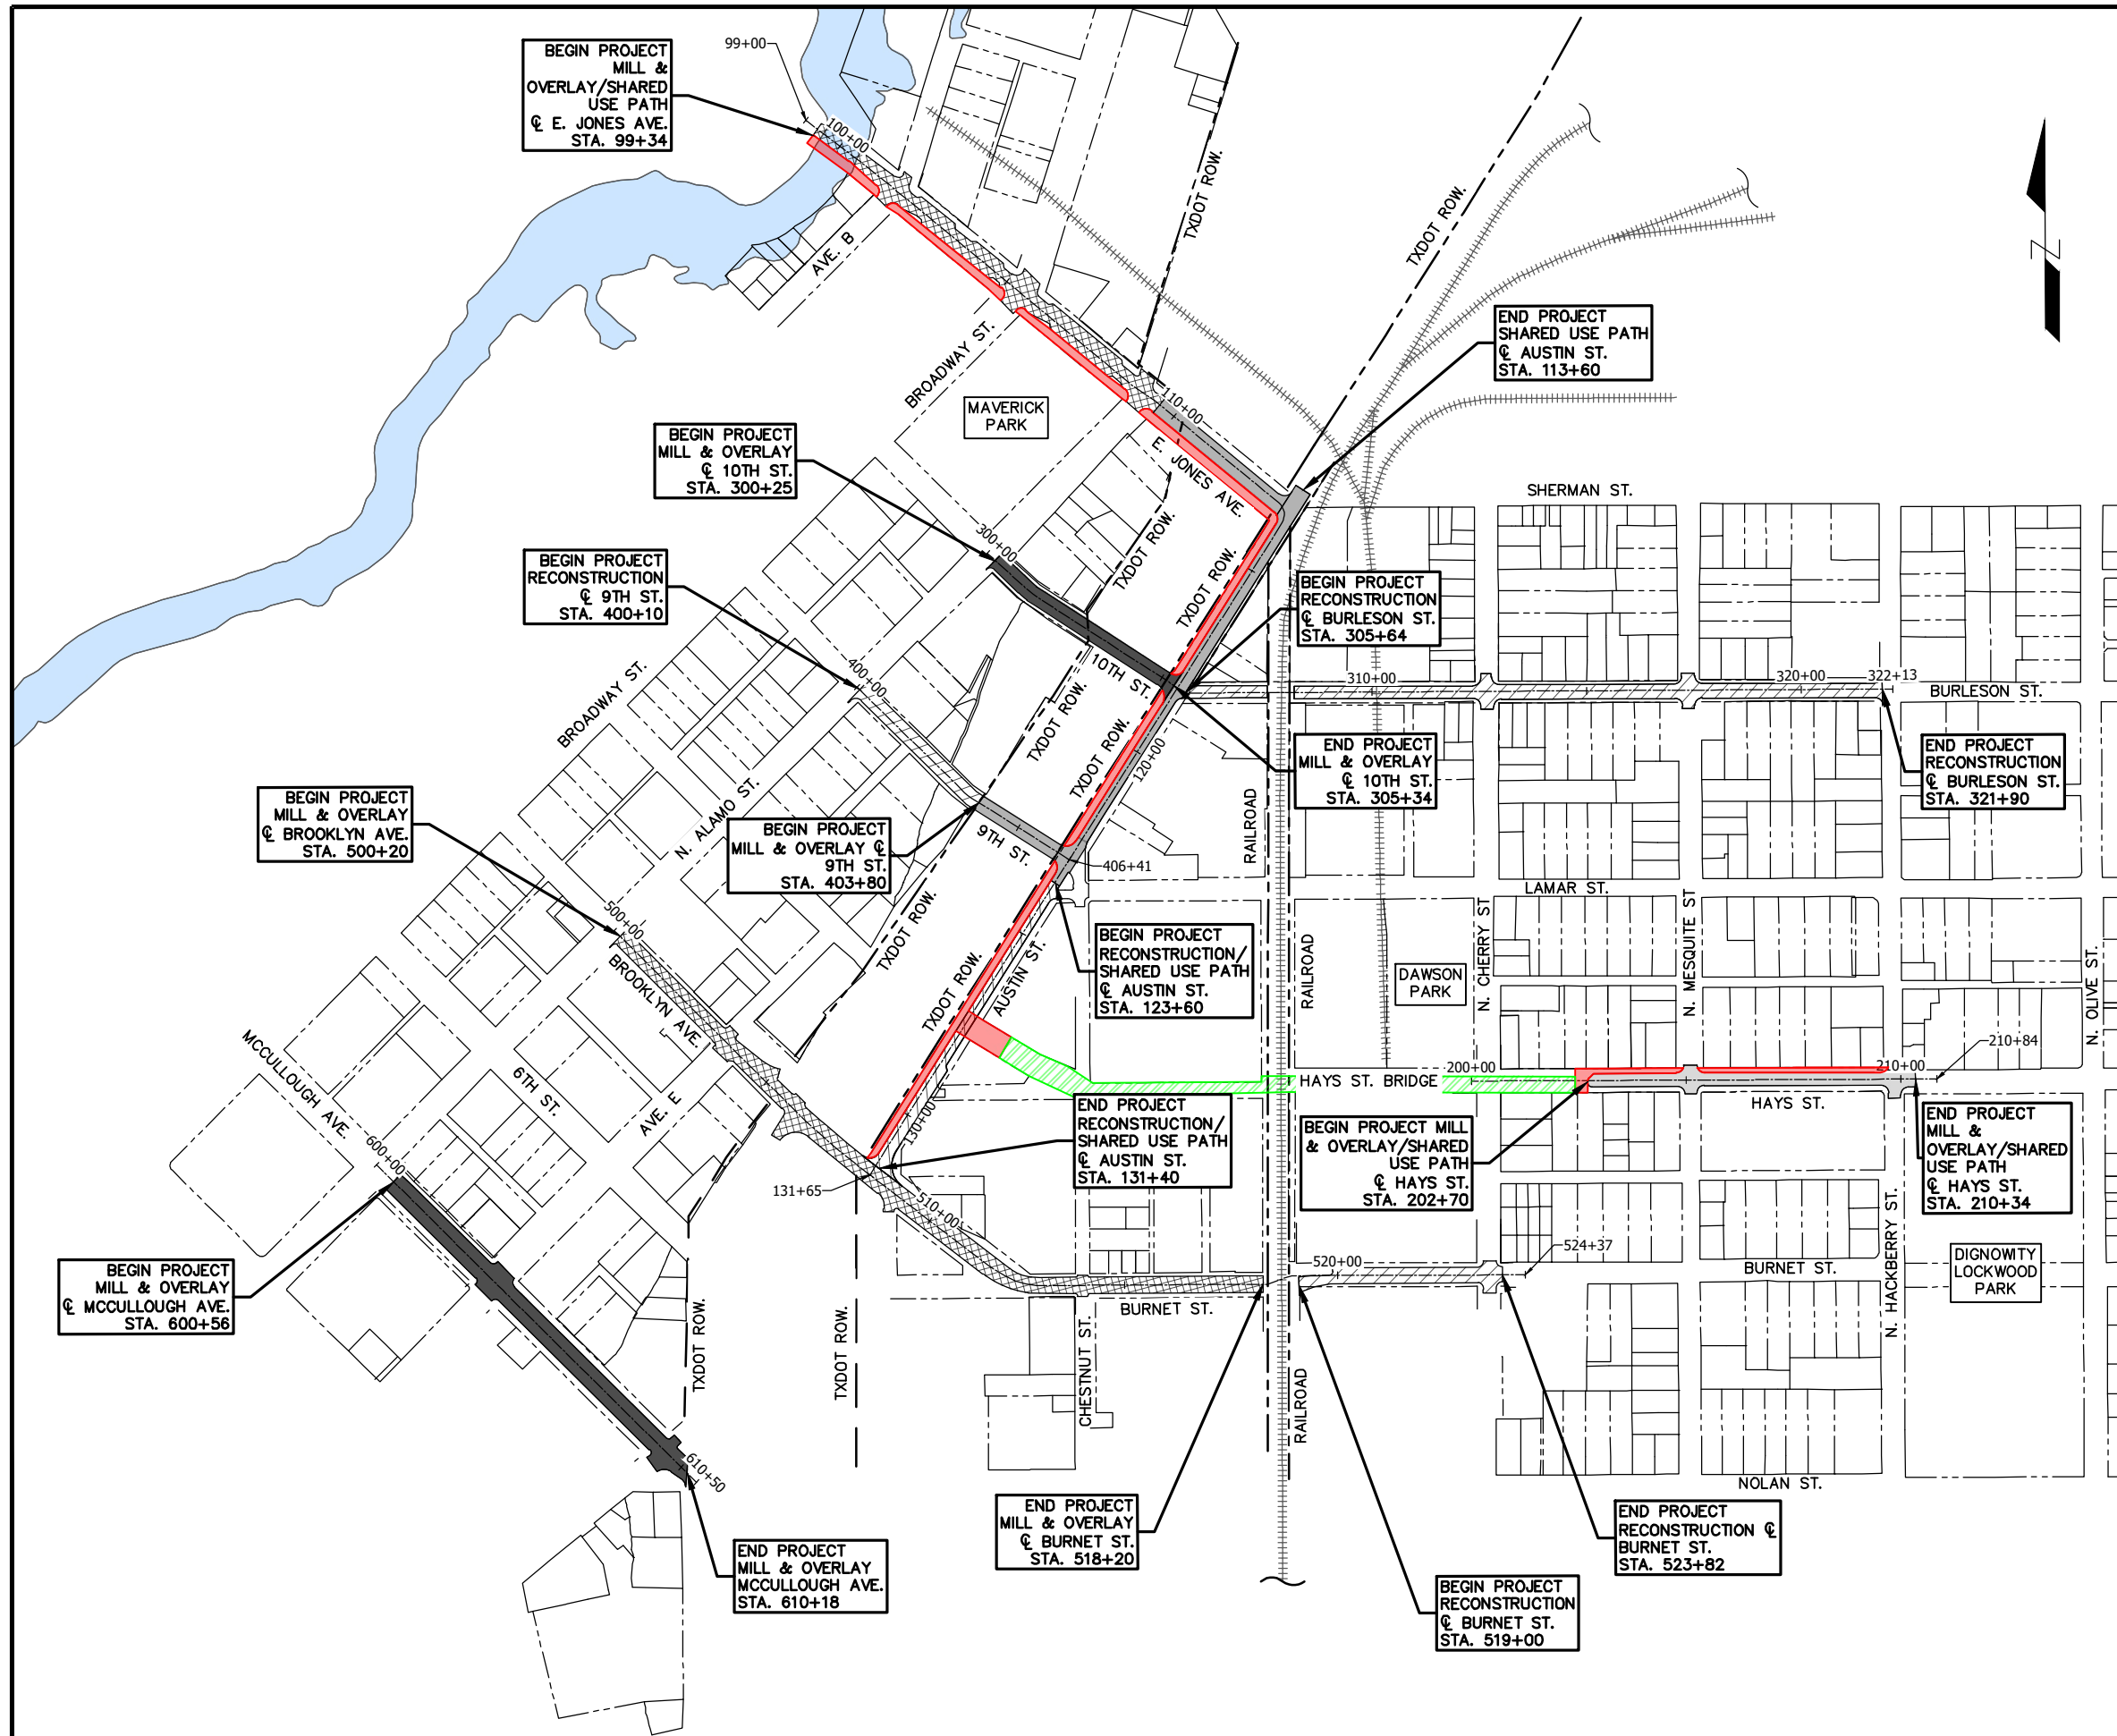 99+00
BEGIN PROJECT
MILL &
OVERLAY/SHARED
USE PATH
℄ E. JONES AVE.
STA. 99+34
100+00
AVE. B
TXDOT ROW.
TXDOT ROW.
END PROJECT
SHARED USE PATH
℄ AUSTIN ST.
STA. 113+60
BROADWAY ST.
MAVERICK
PARK
110+00
E. JONES AVE.
BEGIN PROJECT
MILL & OVERLAY
℄ 10TH ST.
STA. 300+25
300+00
SHERMAN ST.
BEGIN PROJECT
RECONSTRUCTION
℄ 9TH ST.
STA. 400+10
400+00
TXDOT ROW.
TXDOT ROW.
BEGIN PROJECT
RECONSTRUCTION
℄ BURLESON ST.
STA. 305+64
10TH ST.
310+00
320+00
322+13
BURLESON ST.
BROADWAY ST.
TXDOT ROW.
TXDOT ROW.
120+00
END PROJECT
MILL & OVERLAY
℄ 10TH ST.
STA. 305+34
END PROJECT
RECONSTRUCTION
℄ BURLESON ST.
STA. 321+90
BEGIN PROJECT
MILL & OVERLAY
℄ BROOKLYN AVE.
STA. 500+20
N. ALAMO ST.
BEGIN PROJECT
MILL & OVERLAY ℄
9TH ST.
STA. 403+80
9TH ST.
406+41
RAILROAD
LAMAR ST.
500+00
BROOKLYN AVE.
TXDOT ROW.
TXDOT ROW.
AUSTIN ST.
BEGIN PROJECT
RECONSTRUCTION/
SHARED USE PATH
℄ AUSTIN ST.
STA. 123+60
RAILROAD
DAWSON
PARK
N. CHERRY ST
N. MESQUITE ST
N. OLIVE ST.
MCCULLOUGH AVE.
6TH ST.
AVE. E
HAYS ST. BRIDGE
200+00
210+00
210+84
HAYS ST.
130+00
END PROJECT
RECONSTRUCTION/
SHARED USE PATH
℄ AUSTIN ST.
STA. 131+40
BEGIN PROJECT MILL
& OVERLAY/SHARED
USE PATH
℄ HAYS ST.
STA. 202+70
END PROJECT
MILL &
OVERLAY/SHARED
USE PATH
℄ HAYS ST.
STA. 210+34
600+00
131+65
510+00
BEGIN PROJECT
MILL & OVERLAY
℄ MCCULLOUGH AVE.
STA. 600+56
TXDOT ROW.
TXDOT ROW.
CHESTNUT ST.
BURNET ST.
520+00
524+37
BURNET ST.
N. HACKBERRY ST.
DIGNOWITY
LOCKWOOD
PARK
RAILROAD
610+50
NOLAN ST.
END PROJECT
MILL & OVERLAY
MCCULLOUGH AVE.
STA. 610+18
END PROJECT
MILL & OVERLAY
℄ BURNET ST.
STA. 518+20
END PROJECT
RECONSTRUCTION ℄
BURNET ST.
STA. 523+82
BEGIN PROJECT
RECONSTRUCTION
℄ BURNET ST.
STA. 519+00
Z